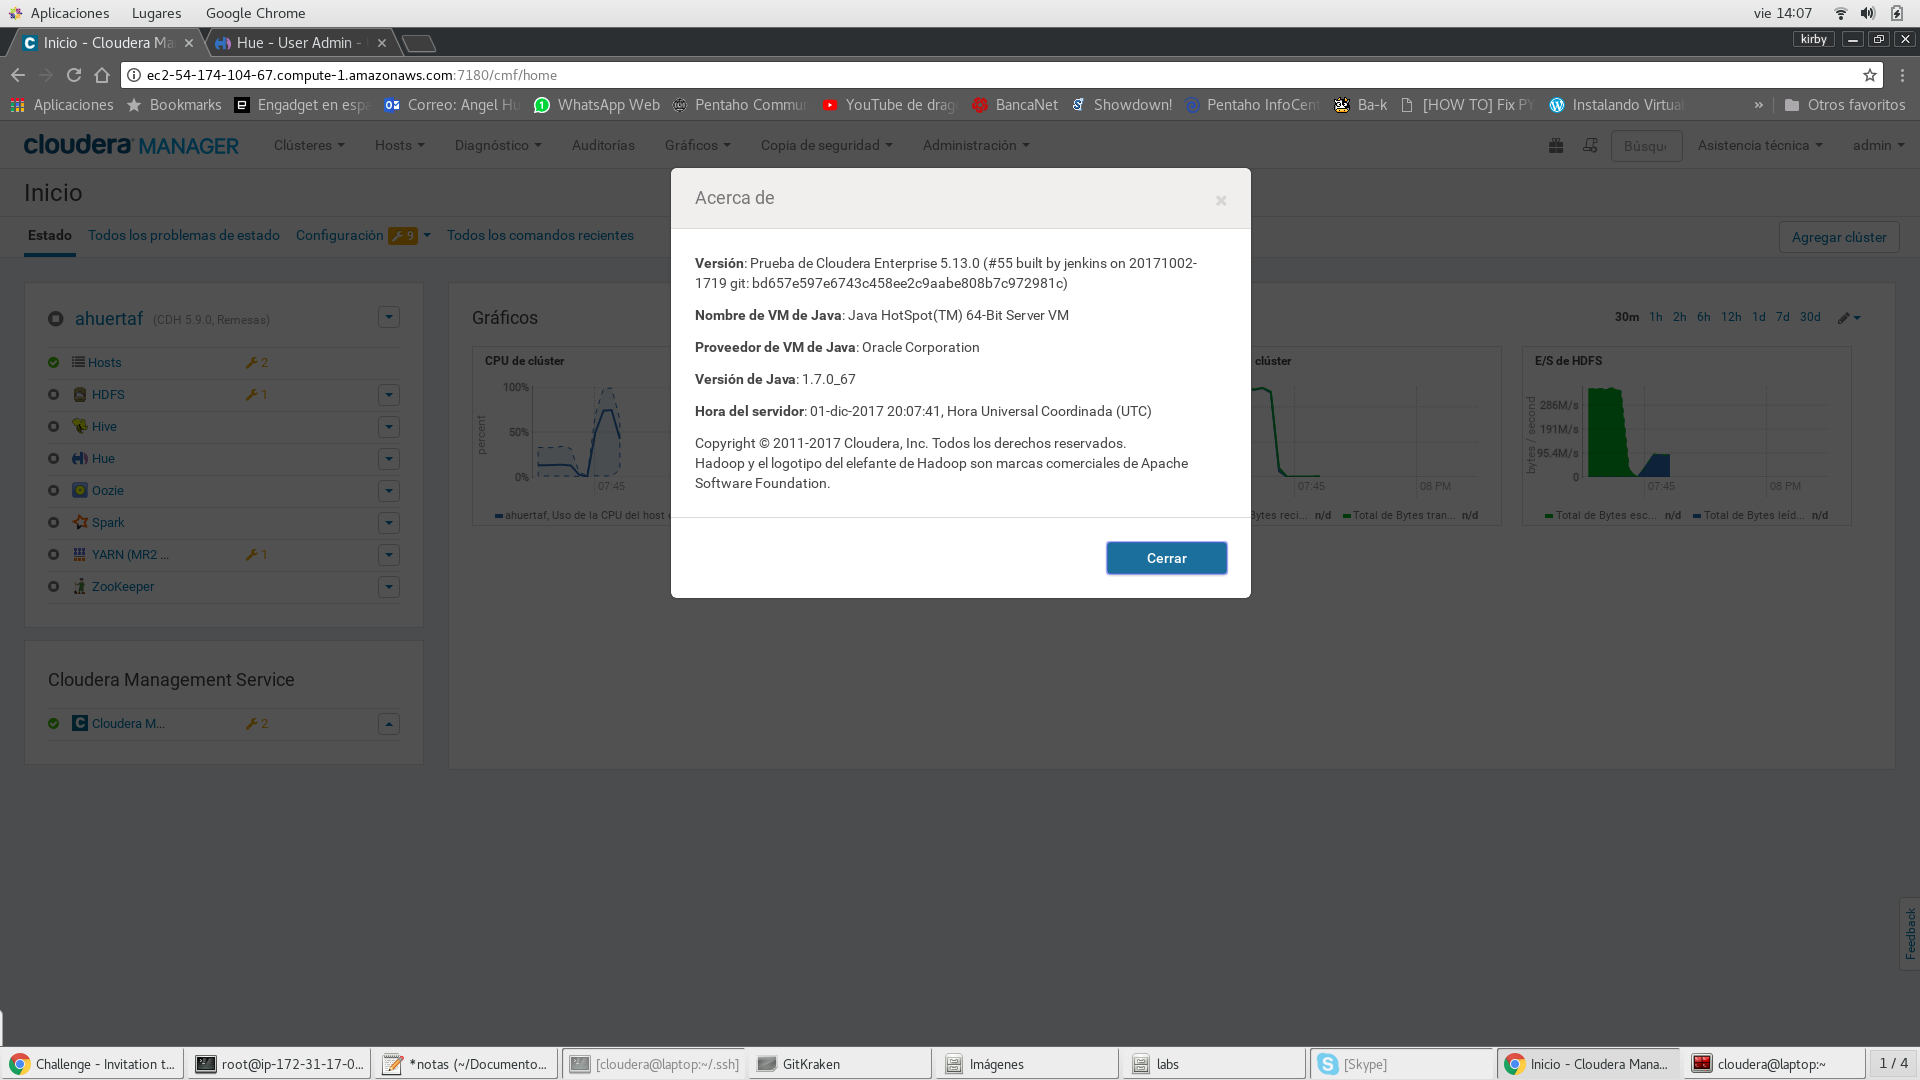 Aplicaciones Lugares Google Chrome vie 14:07
Inicio - Cloudera Ma Hue - User Admin - kirby
ec2-54-174-104-67.compute-1.amazonaws.com:7180/cmf/home
Aplicaciones Bookmarks Engadget en espa Correo: Angel Hu WhatsApp Web Pentaho Commun YouTube de drag BancaNet Showdown! Pentaho InfoCent Ba-k [HOW TO] Fix PY Instalando Virtual » Otros favoritos
cloudera MANAGER Clústeres Hosts Diagnóstico Auditorías Gráficos Copia de seguridad Administración Búsqu Asistencia técnica admin
Inicio
Estado Todos los problemas de estado Configuración 9 Todos los comandos recientes Agregar clúster
Acerca de
Versión: Prueba de Cloudera Enterprise 5.13.0 (#55 built by jenkins on 20171002-
1719 git: bd657e597e6743c458ee2c9aabe808b7c972981c)
Nombre de VM de Java: Java HotSpot(TM) 64-Bit Server VM
Proveedor de VM de Java: Oracle Corporation
Versión de Java: 1.7.0_67
Hora del servidor: 01-dic-2017 20:07:41, Hora Universal Coordinada (UTC)
Copyright © 2011-2017 Cloudera, Inc. Todos los derechos reservados.
Hadoop y el logotipo del elefante de Hadoop son marcas comerciales de Apache
Software Foundation.
Cerrar
ahuertaf (CDH 5.9.0, Remesas)
Hosts 2
HDFS 1
Hive
Hue
Oozie
Spark
YARN (MR2 ... 1
ZooKeeper
Cloudera Management Service
Cloudera M... 2
Gráficos 30m 1h 2h 6h 12h 1d 7d 30d
CPU de clúster
percent
100%
50%
0%
07:45
ahuertaf, Uso de la CPU del host
clúster
07:45 08 PM
Bytes reci... n/d Total de Bytes tran... n/d
E/S de HDFS
bytes / second
286M/s
191M/s
95.4M/s
0
07:45 08 PM
Total de Bytes esc... n/d Total de Bytes leíd... n/d
Feedback
Challenge - Invitation t... root@ip-172-31-17-0... *notas (~/Documento... [cloudera@laptop:~/.ssh] GitKraken Imágenes labs [Skype] Inicio - Cloudera Mana... cloudera@laptop:~ 1 / 4